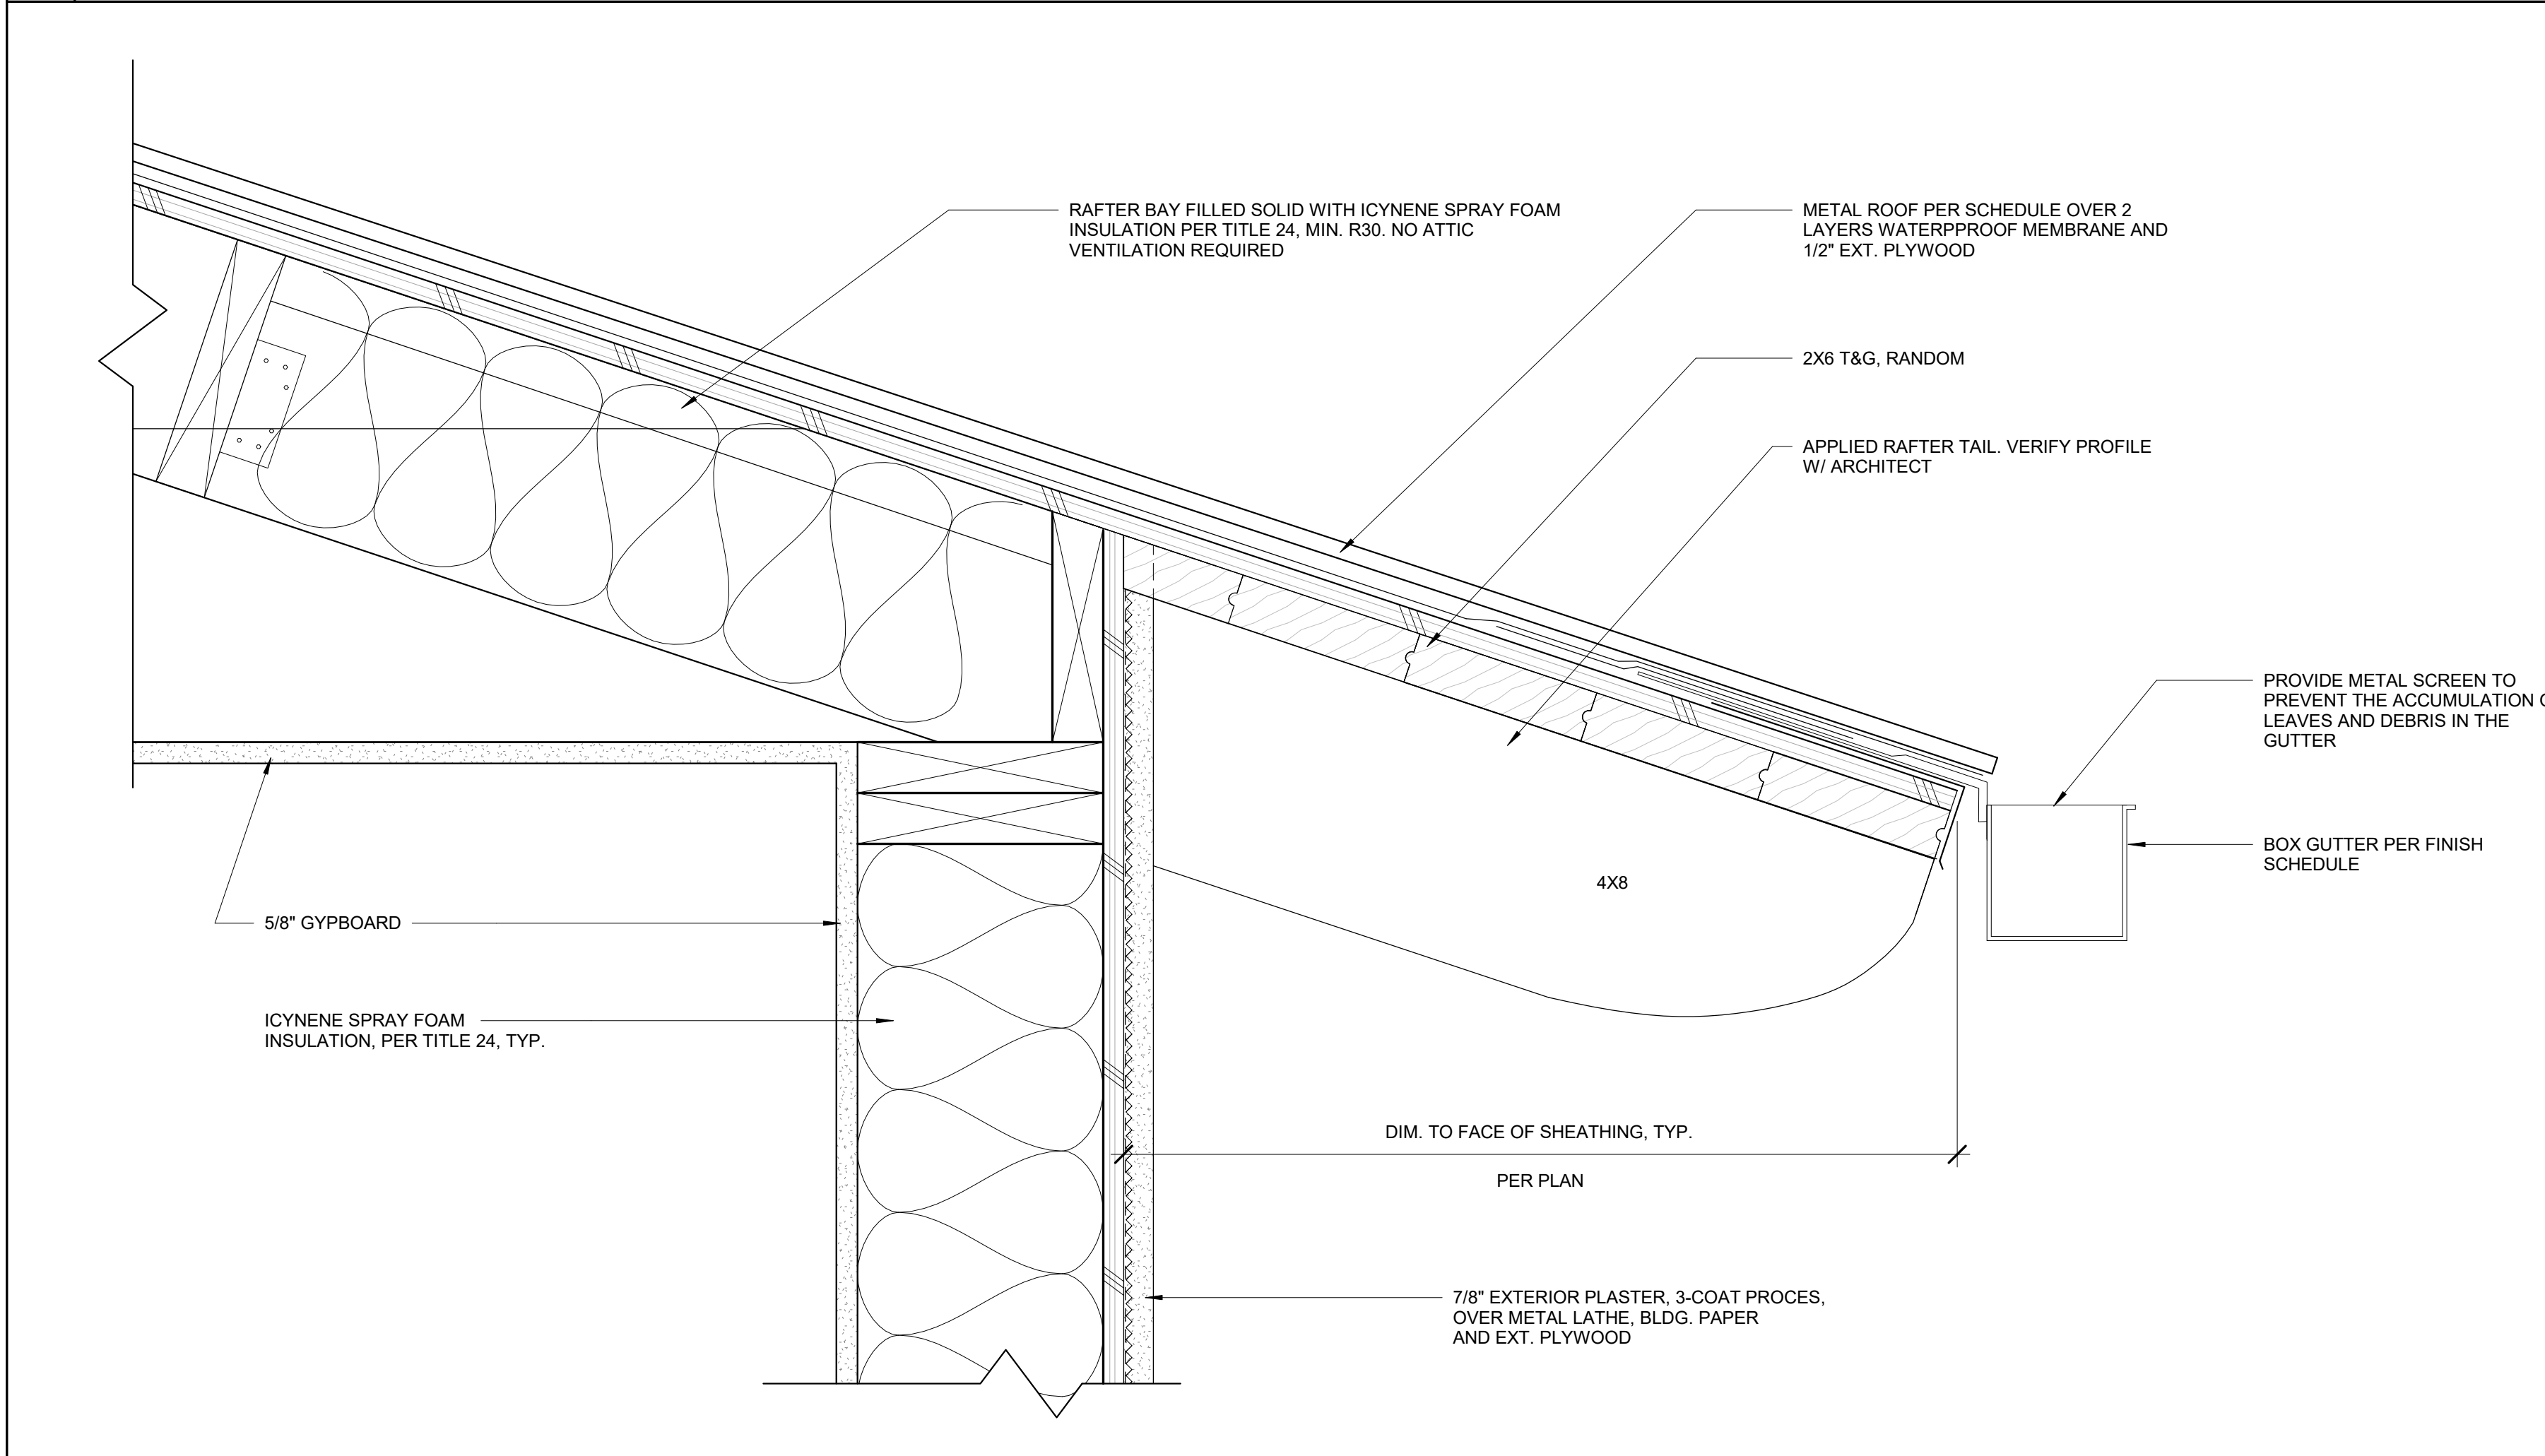 RAFTER BAY FILLED SOLID WITH ICYNENE SPRAY FOAM
INSULATION PER TITLE 24, MIN. R30. NO ATTIC
VENTILATION REQUIRED
METAL ROOF PER SCHEDULE OVER 2
LAYERS WATERPPROOF MEMBRANE AND
1/2" EXT. PLYWOOD
2X6 T&G, RANDOM
APPLIED RAFTER TAIL. VERIFY PROFILE
W/ ARCHITECT
PROVIDE METAL SCREEN TO
PREVENT THE ACCUMULATION
LEAVES AND DEBRIS IN THE
GUTTER
BOX GUTTER PER FINISH
SCHEDULE
4X8
5/8" GYPBOARD
ICYNENE SPRAY FOAM
INSULATION, PER TITLE 24, TYP.
DIM. TO FACE OF SHEATHING, TYP.
PER PLAN
7/8" EXTERIOR PLASTER, 3-COAT PROCES,
OVER METAL LATHE, BLDG. PAPER
AND EXT. PLYWOOD